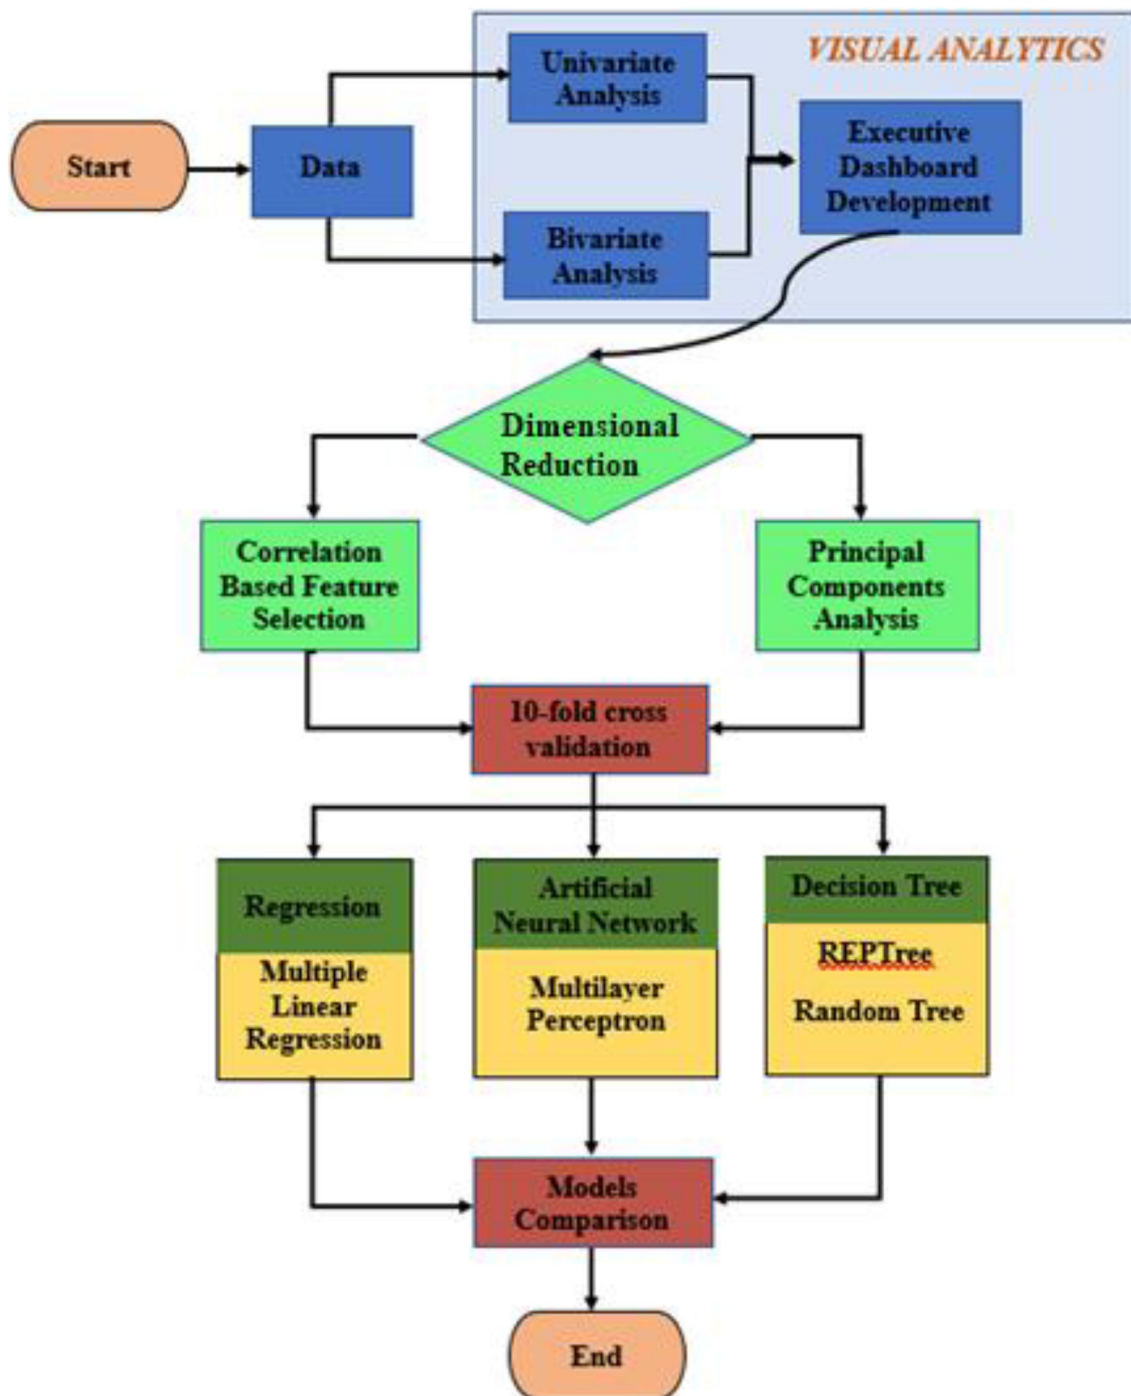 VISUAL ANALYTICS
Univariate
Analysis
Start
Data
Executive
Dashboard
Development
Bivariate
Analysis
Dimensional
Reduction
Correlation
Based Feature
Selection
Principal
Components
Analysis
10-fold cross
validation
Regression
Multiple
Linear
Regression
Artificial
Neural Network
Multilayer
Perceptron
Decision Tree
REPTree
Random Tree
Models
Comparison
End